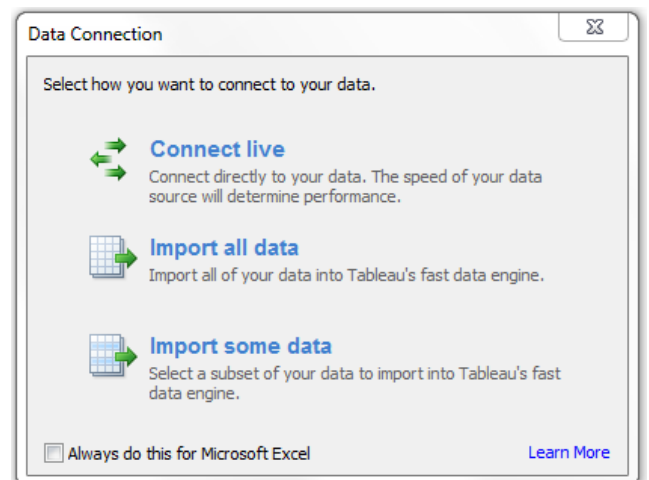 Data Connection
Select how you want to connect to your data.
Connect live
Connect directly to your data. The speed of your data
source will determine performance.
Import all data
Import all of your data into Tableau's fast data engine.
Import some data
Select a subset of your data to import into Tableau's fast
data engine.
Always do this for Microsoft Excel
Learn More